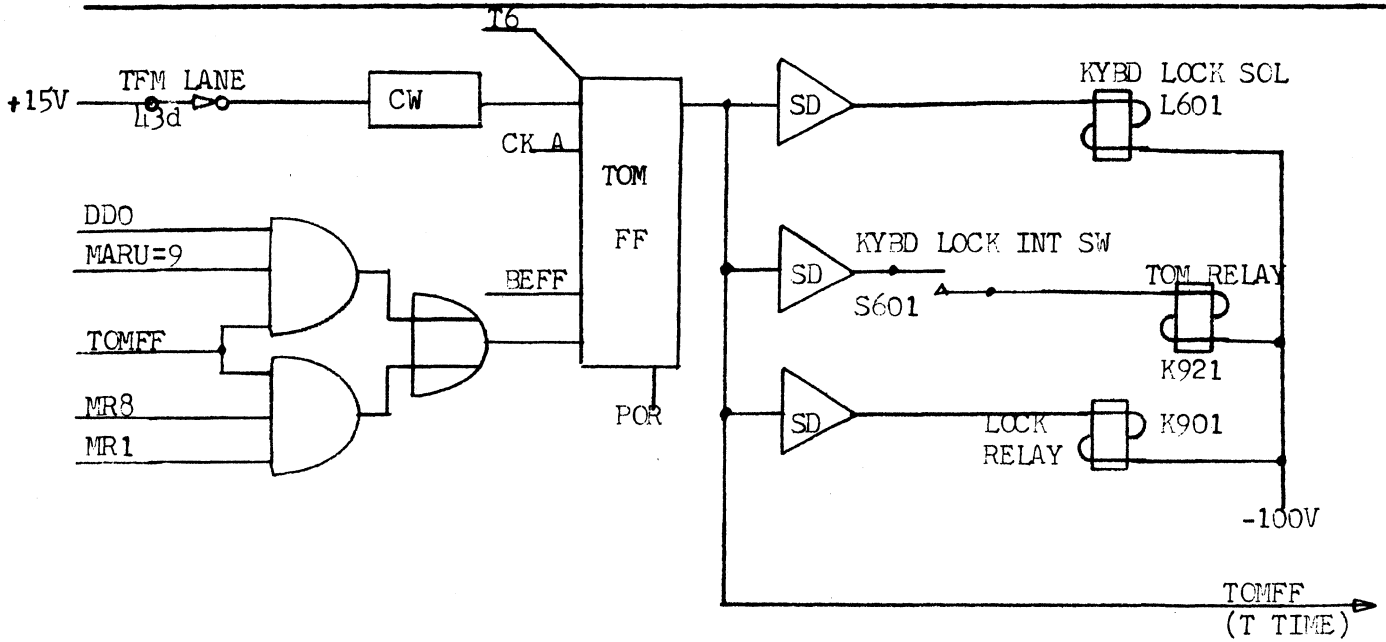 T6
+15V
TFM LANE
43d
CW
CK A
TOM
FF
SD
KYBD LOCK SOL
L601
DDO
MARU=9
BEFF
SD
KYBD LOCK INT SW
S601
TOM RELAY
K921
TOMFF
MR8
MR1
POR
SD
LOCK
RELAY
K901
-100V
TOMFF
(T TIME)